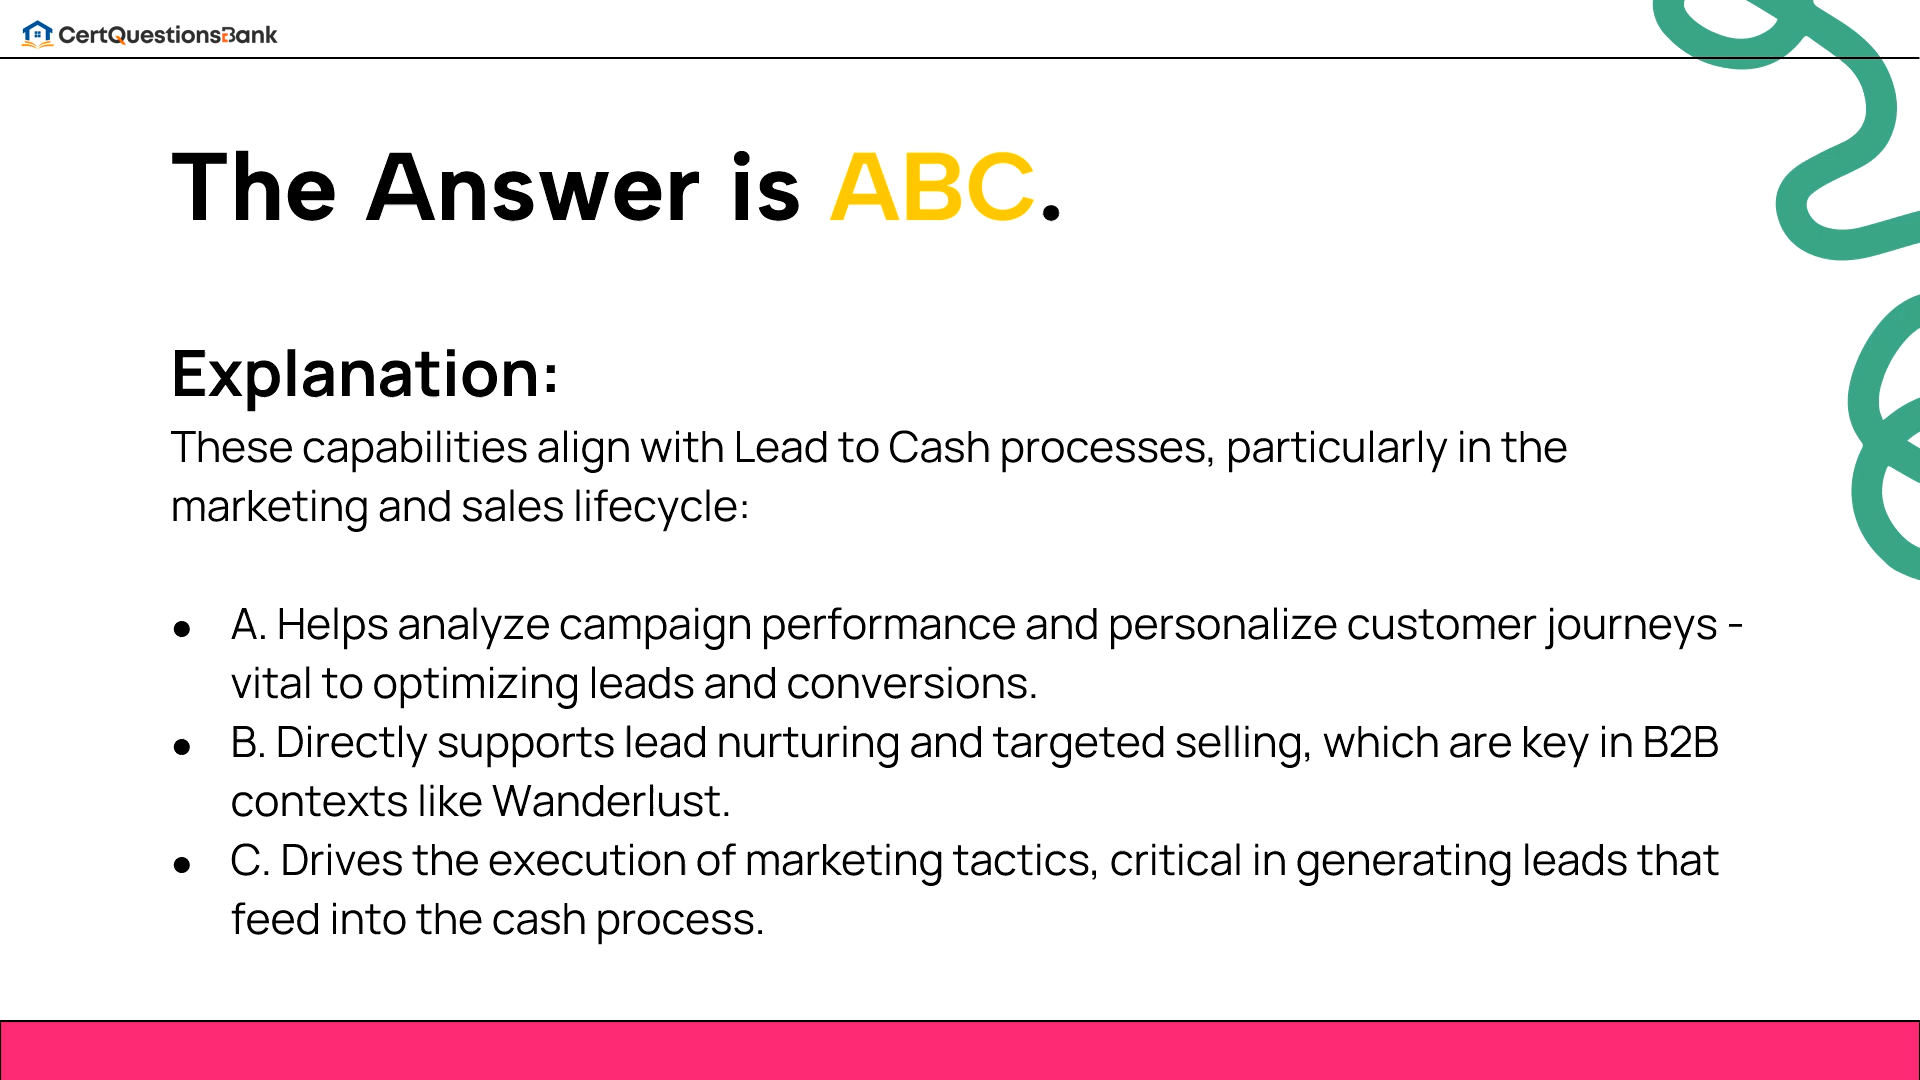 CertQuestionsBank
The Answer is ABC.
Explanation:
These capabilities align with Lead to Cash processes, particularly in the
marketing and sales lifecycle:
● A. Helps analyze campaign performance and personalize customer journeys -
vital to optimizing leads and conversions.
● B. Directly supports lead nurturing and targeted selling, which are key in B2B
contexts like Wanderlust.
● C. Drives the execution of marketing tactics, critical in generating leads that
feed into the cash process.